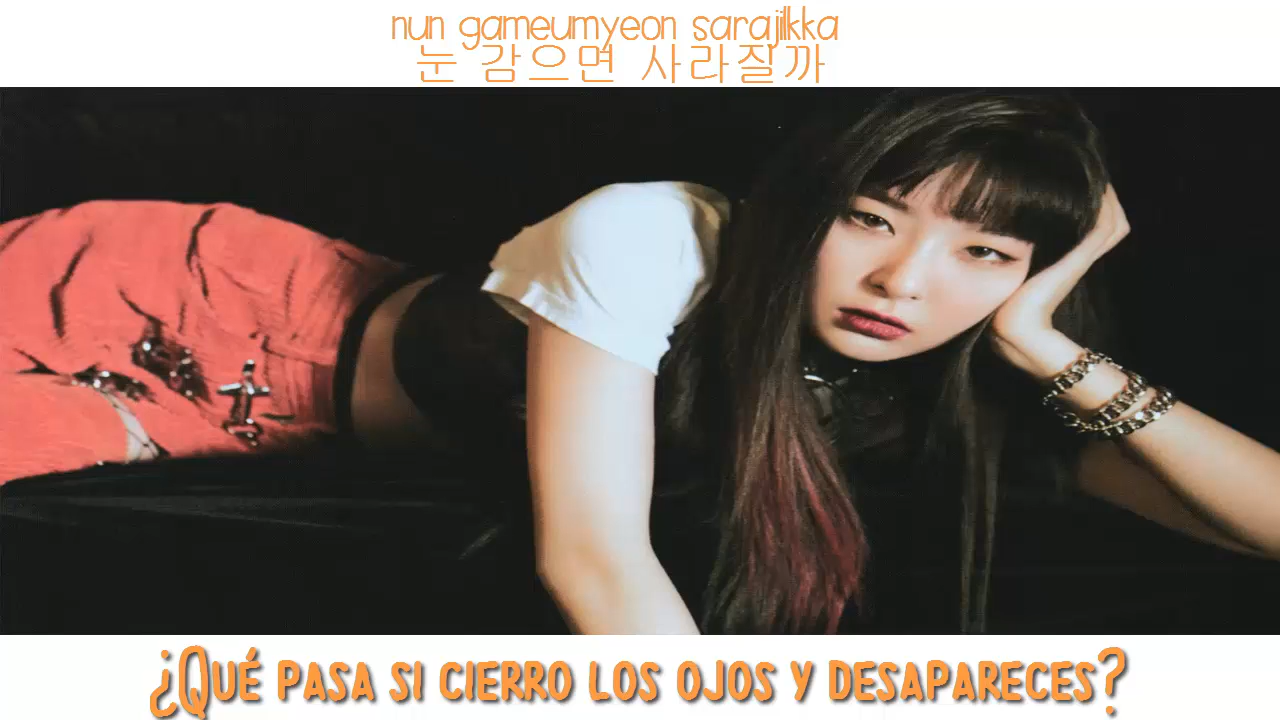 nun gameumyeon sarajilkka
눈 감으면 사라질까
¿Qué pasa si cierro los ojos y desapareces?